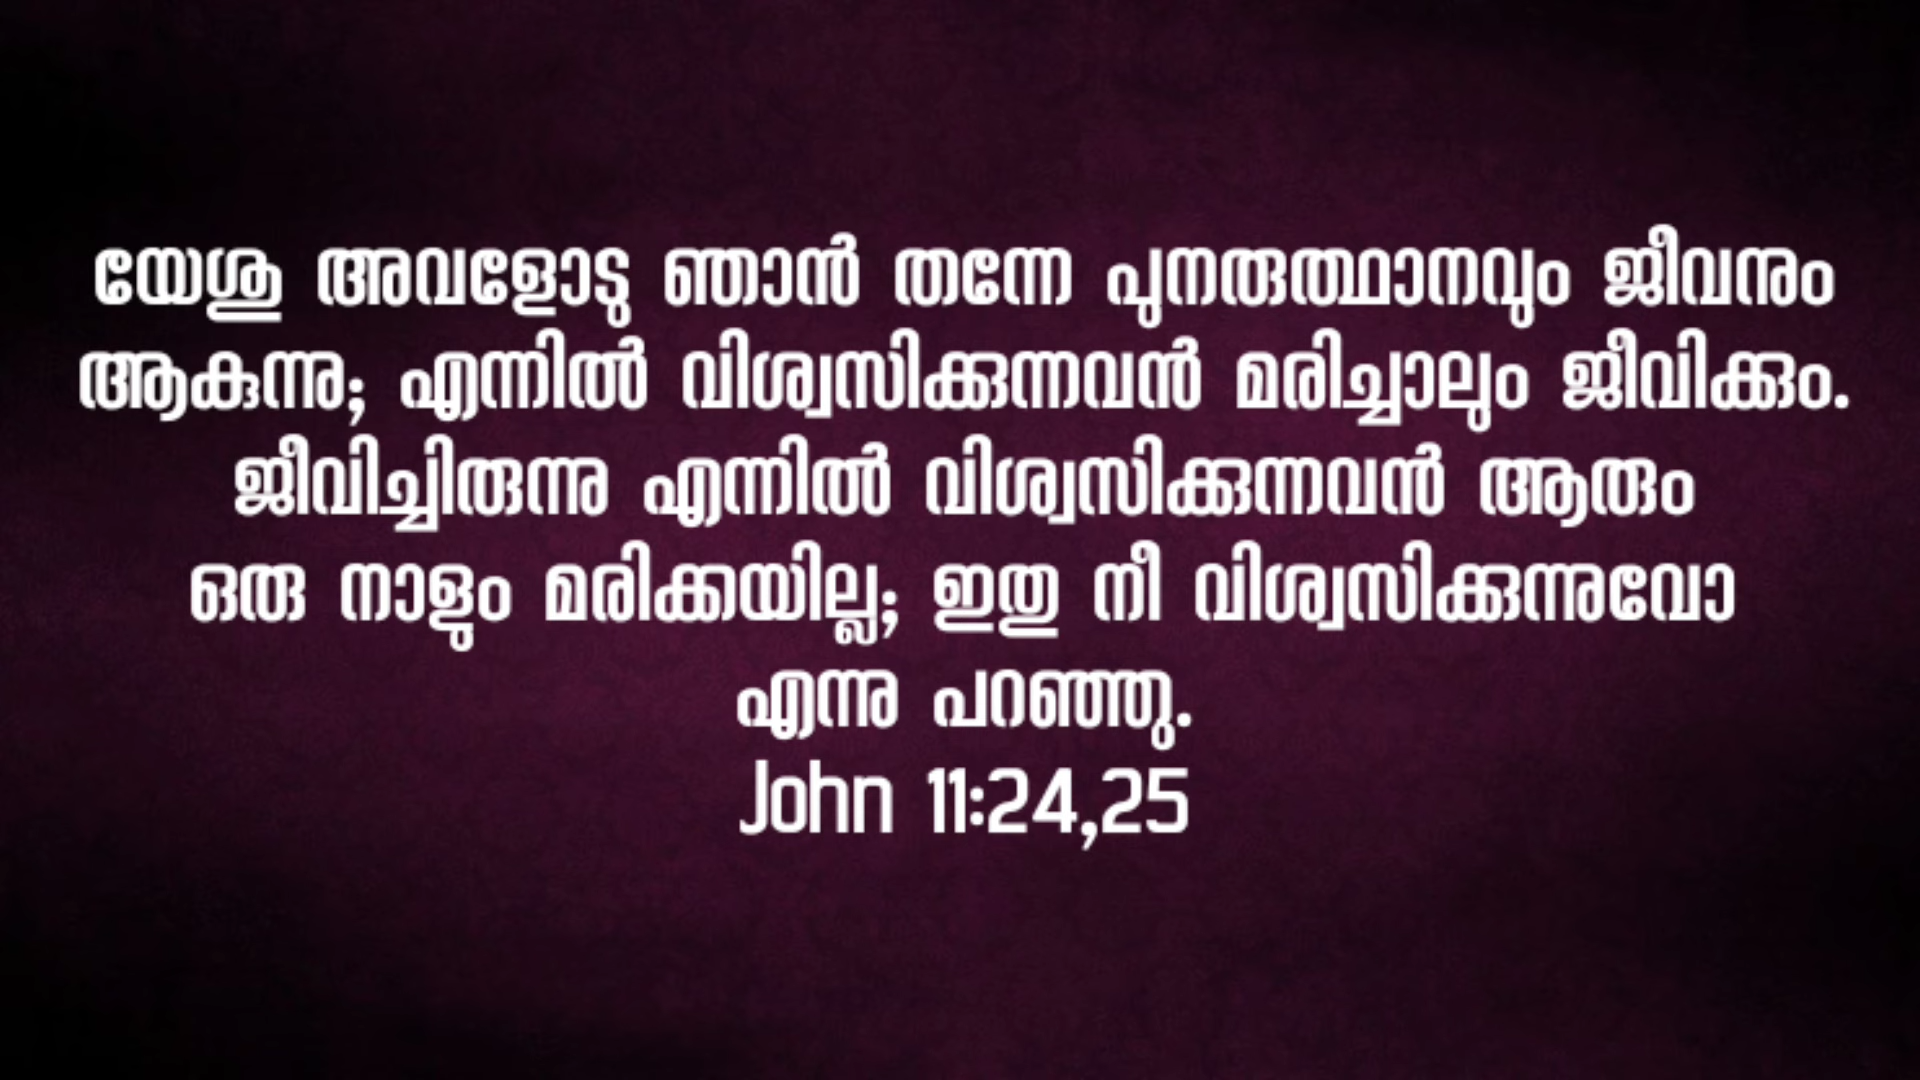 യേശു അവളോടു ഞാൻ തന്നേ പുനരുത്ഥാനവും ജീവനും
ആകുന്നു; എന്നിൽ വിശ്വസിക്കുന്നവൻ മരിച്ചാലും ജീവിക്കും.
ജീവിച്ചിരുന്നു എന്നിൽ വിശ്വസിക്കുന്നവൻ ആരും
ഒരു നാളും മരിക്കയില്ല; ഇതു നീ വിശ്വസിക്കുന്നുവോ
എന്നു പറഞ്ഞു.
John 11:24,25